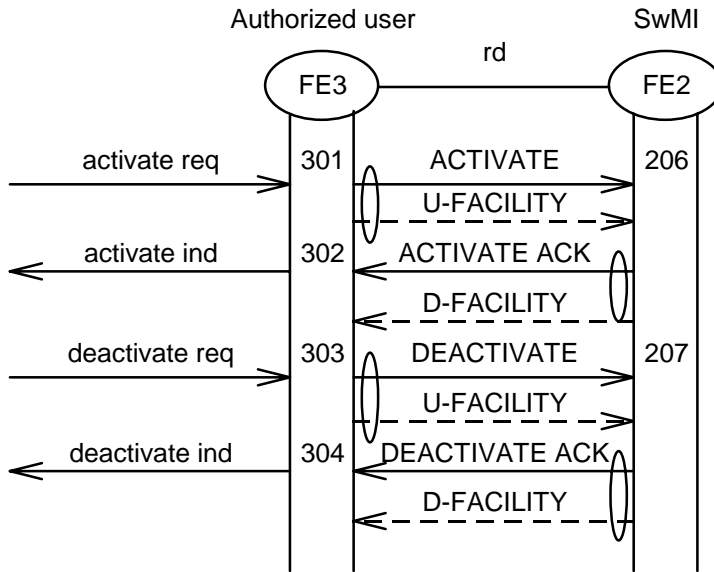 Authorized user SwMI
rd
FE3 FE2
activate req 301 ACTIVATE 206
U-FACILITY
activate ind 302 ACTIVATE ACK
D-FACILITY
deactivate req 303 DEACTIVATE 207
U-FACILITY
deactivate ind 304 DEACTIVATE ACK
D-FACILITY